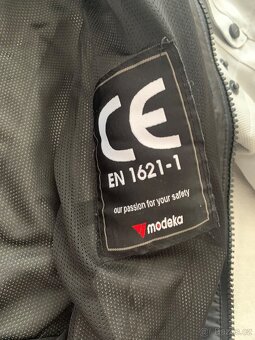 CE
EN 1621-1
our passion for your safety
modeka